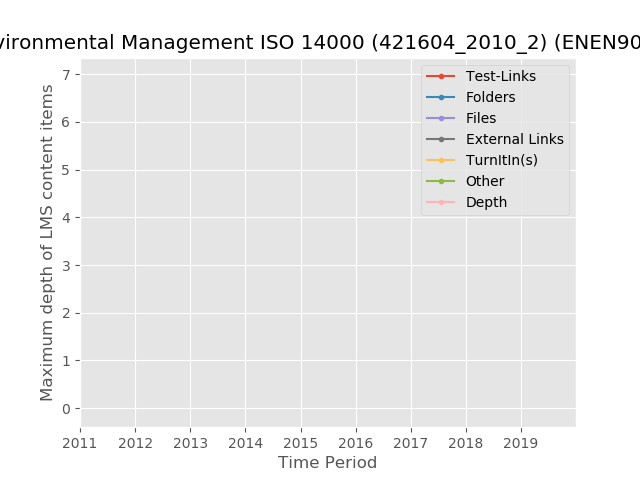 vironmental Management ISO 14000 (421604_2010_2) (ENEN90
Maximum depth of LMS content items
7
6
5
4
3
2
1
0
Test-Links
Folders
Files
External Links
TurnItIn(s)
Other
Depth
2011 2012 2013 2014 2015 2016 2017 2018 2019
Time Period